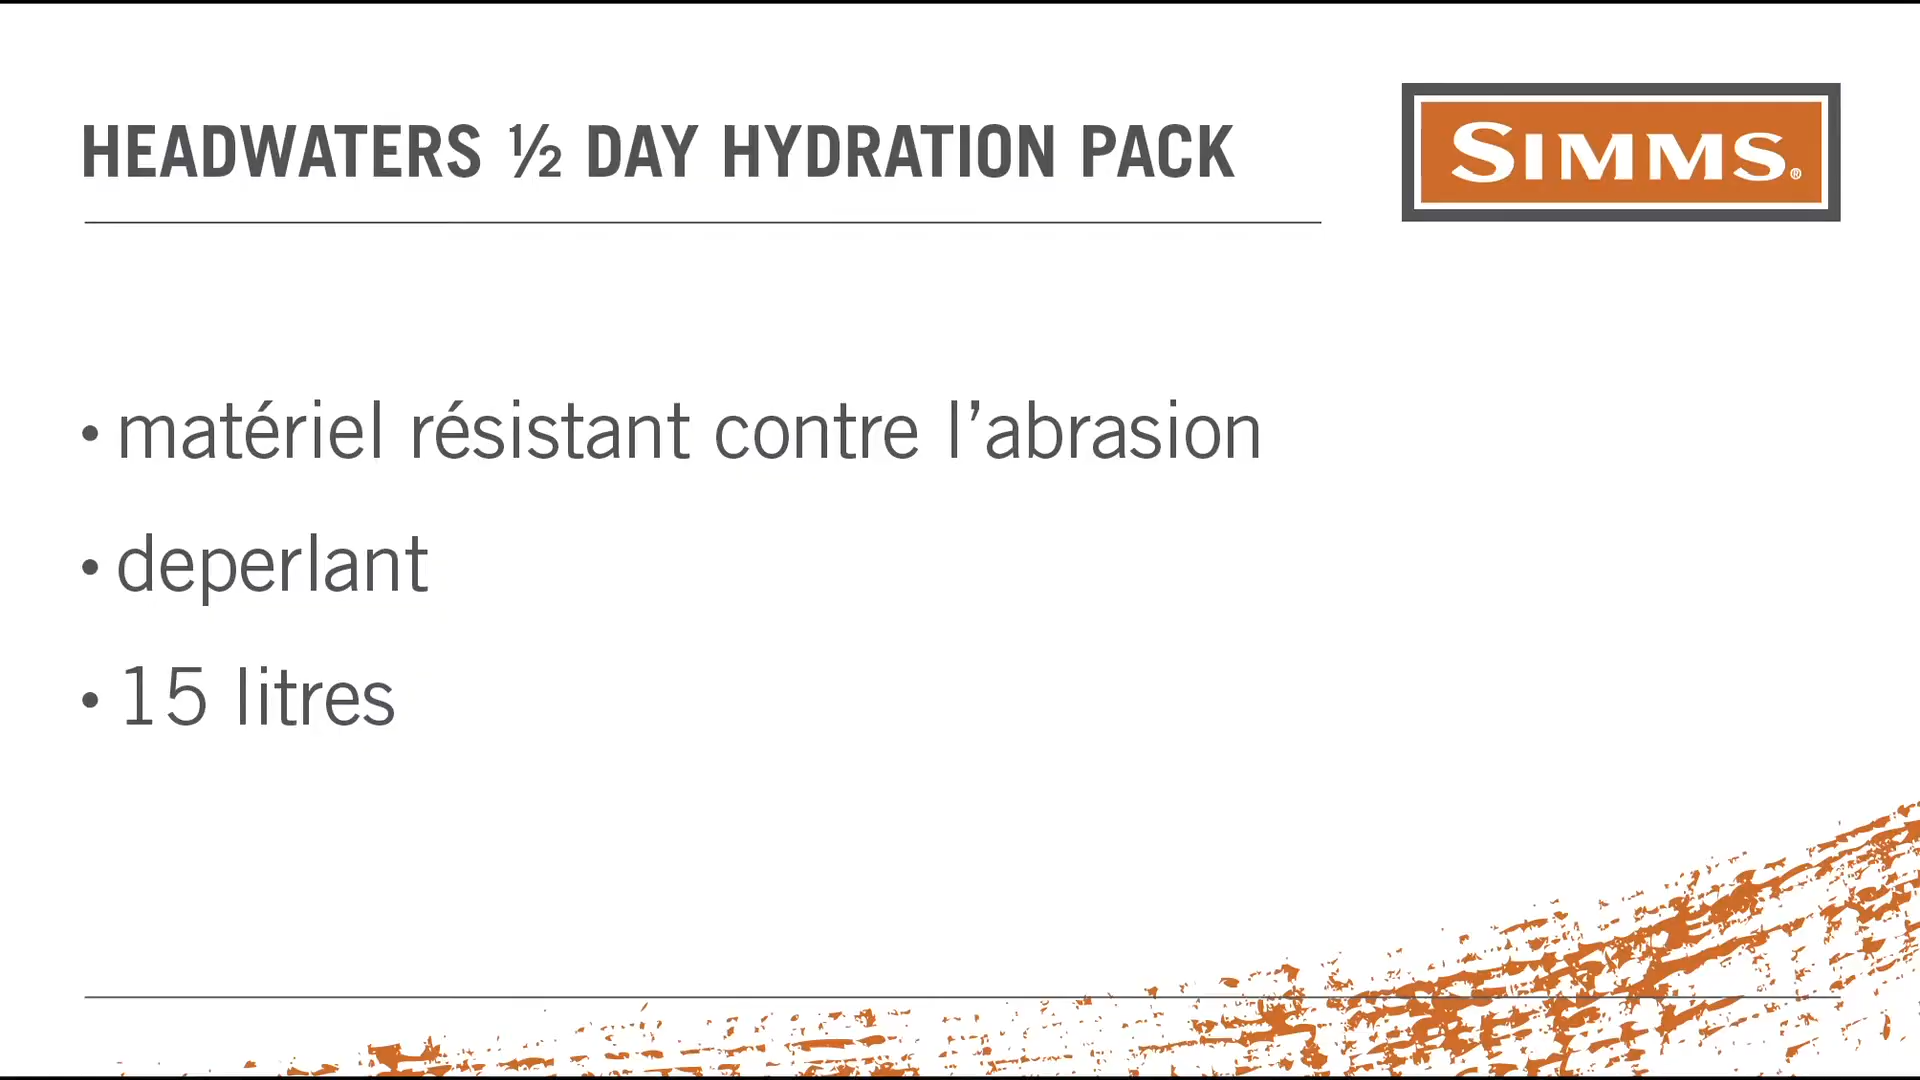 HEADWATERS ½ DAY HYDRATION PACK
SIMMS®
• matériel résistant contre l’abrasion
• deperlant
• 15 litres